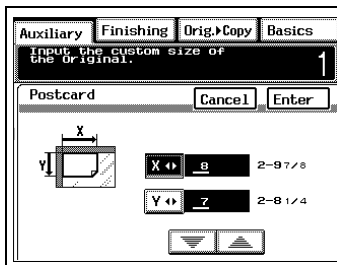 Auxiliary Finishing Orig.▸Copy Basics
Input the custom size of
the Original.
1
Postcard Cancel Enter
X
Y
X ◂▸ 8 2-9 7/8
Y ◂▸ 7 2-8 1/4